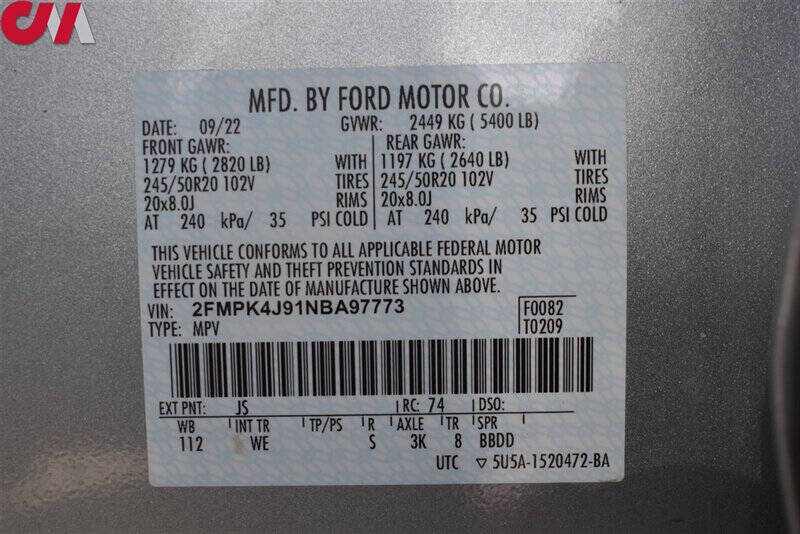 CM
MFD. BY FORD MOTOR CO.
DATE: 09/22 GVWR: 2449 KG ( 5400 LB)
FRONT GAWR: REAR GAWR:
1279 KG ( 2820 LB) WITH 1197 KG ( 2640 LB) WITH
245/50R20 102V TIRES 245/50R20 102V TIRES
20x8.0J RIMS 20x8.0J RIMS
AT 240 kPa/ 35 PSI COLD AT 240 kPa/ 35 PSI COLD
THIS VEHICLE CONFORMS TO ALL APPLICABLE FEDERAL MOTOR
VEHICLE SAFETY AND THEFT PREVENTION STANDARDS IN
EFFECT ON THE DATE OF MANUFACTURE SHOWN ABOVE.
VIN: 2FMPK4J91NBA97773 F0082
TYPE: MPV T0209
EXT PNT: JS RC: 74 DSO:
WB INT TR TP/PS R AXLE TR SPR
112 WE S 3K 8 BBDD
UTC ▽ 5U5A-1520472-BA